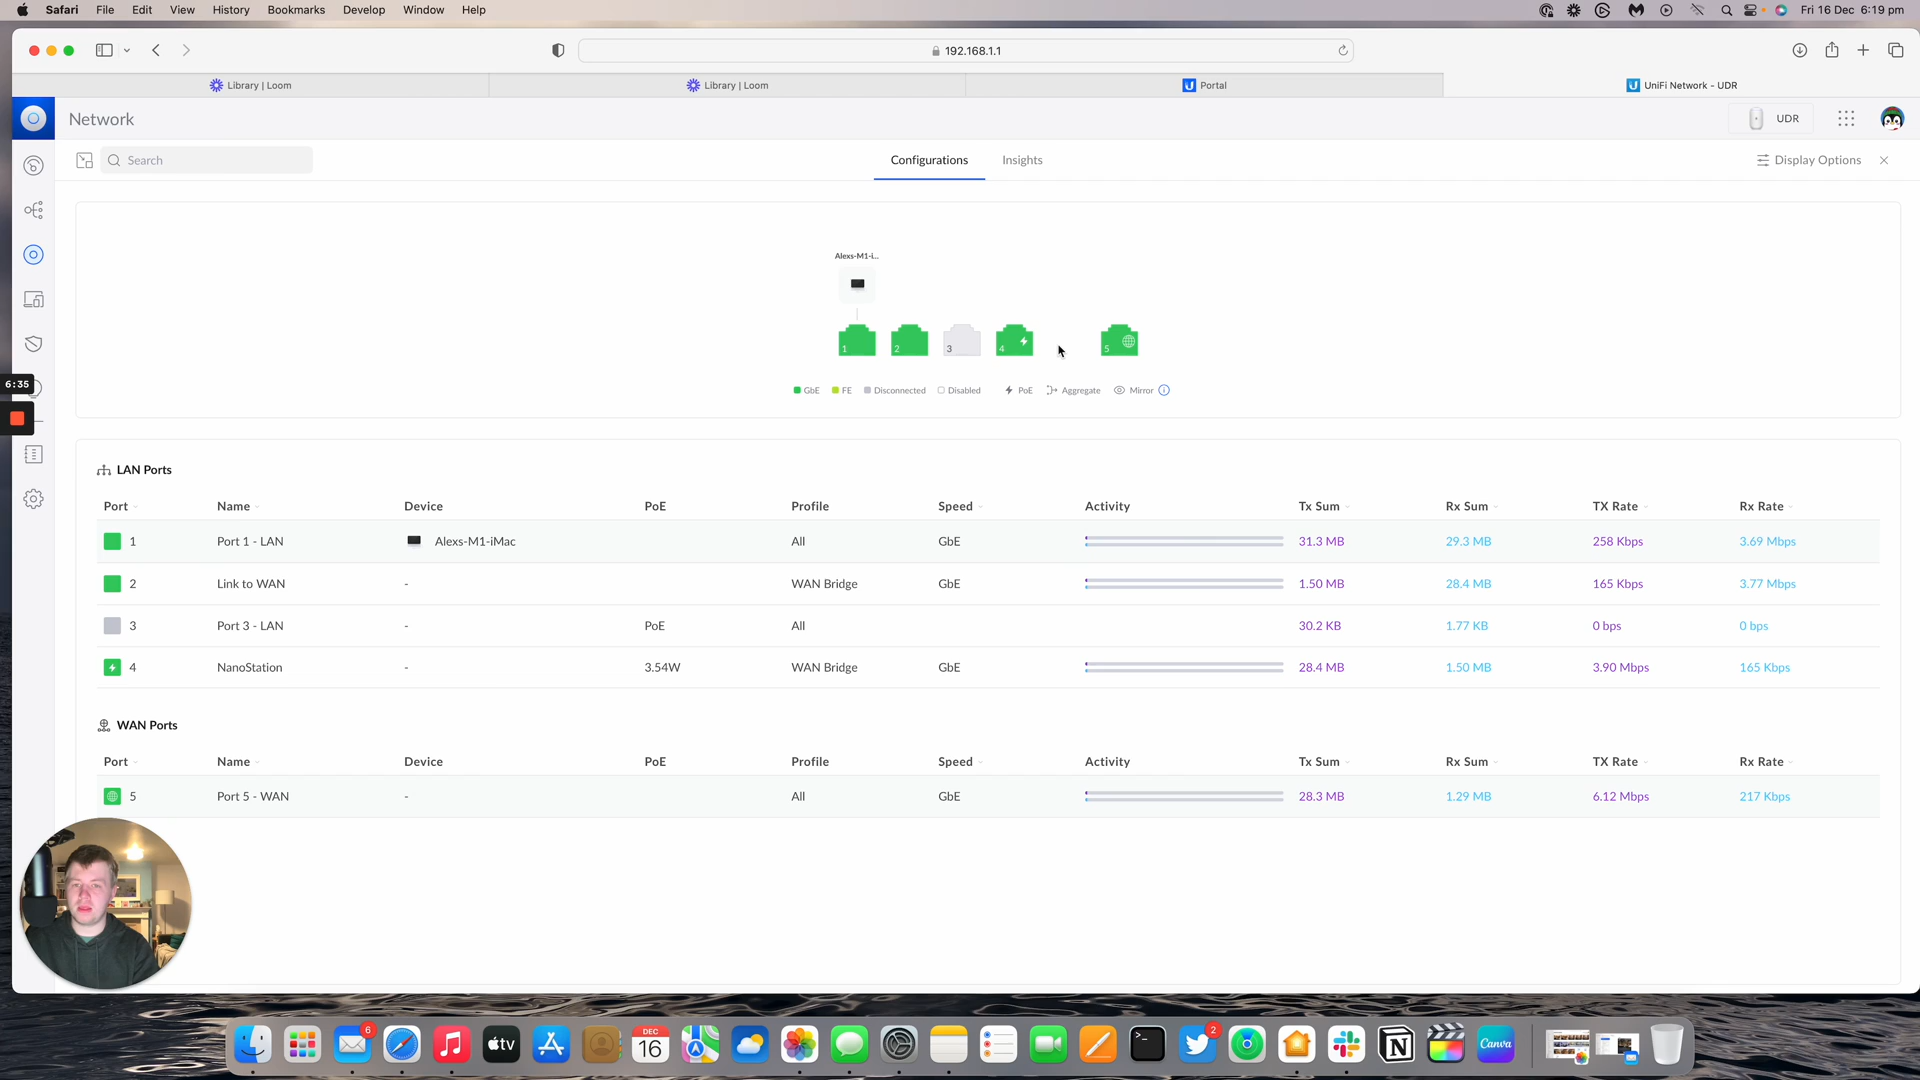 Safari File Edit View History Bookmarks Develop Window Help Fri 16 Dec 6:19 pm
192.168.1.1
Library | Loom Library | Loom Portal UniFi Network - UDR
Network UDR
Search Configurations Insights Display Options
Alexs-M1-i...
1 2 3 4 5
GbE FE Disconnected Disabled PoE Aggregate Mirror
6:35
LAN Ports
Port Name Device PoE Profile Speed Activity Tx Sum Rx Sum TX Rate Rx Rate
1 Port 1 - LAN Alexs-M1-iMac All GbE 31.3 MB 29.3 MB 258 Kbps 3.69 Mbps
2 Link to WAN - WAN Bridge GbE 1.50 MB 28.4 MB 165 Kbps 3.77 Mbps
3 Port 3 - LAN - PoE All 30.2 KB 1.77 KB 0 bps 0 bps
4 NanoStation - 3.54W WAN Bridge GbE 28.4 MB 1.50 MB 3.90 Mbps 165 Kbps
WAN Ports
Port Name Device PoE Profile Speed Activity Tx Sum Rx Sum TX Rate Rx Rate
5 Port 5 - WAN - All GbE 28.3 MB 1.29 MB 6.12 Mbps 217 Kbps
6 tv DEC 16 2 Canva